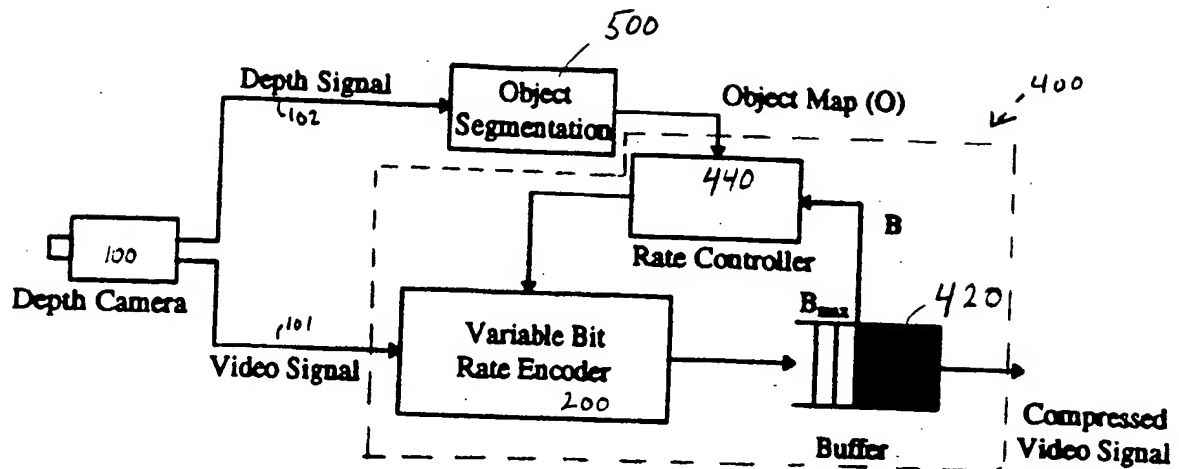 500
Depth Signal
102
Object
Segmentation
Object Map (O)
400
440
B
Rate Controller
100
Depth Camera
101
Video Signal
Variable Bit
Rate Encoder
200
Bmax
420
Buffer
Compressed
Video Signal